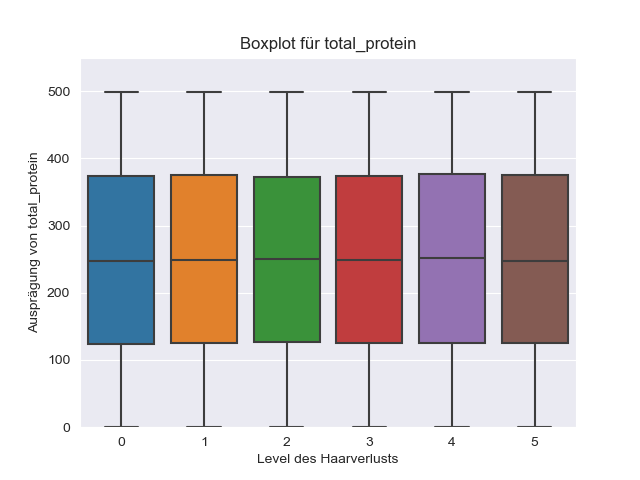 Boxplot für total_protein
Ausprägung von total_protein
500
400
300
200
100
0
0 1 2 3 4 5
Level des Haarverlusts